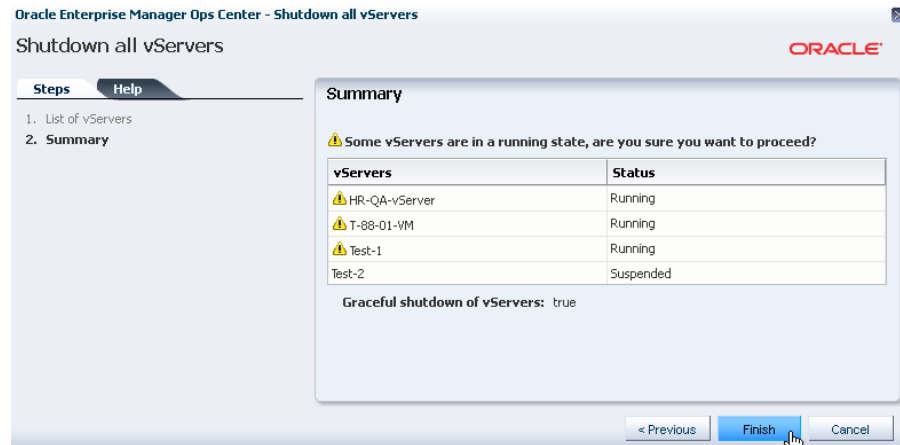 Oracle Enterprise Manager Ops Center - Shutdown all vServers
Shutdown all vServers
ORACLE
Steps
Help
1. List of vServers
2. Summary
Summary
Some vServers are in a running state, are you sure you want to proceed?
vServers Status
HR-QA-vServer Running
T-88-01-VM Running
Test-1 Running
Test-2 Suspended
Graceful shutdown of vServers: true
< Previous
Finish
Cancel